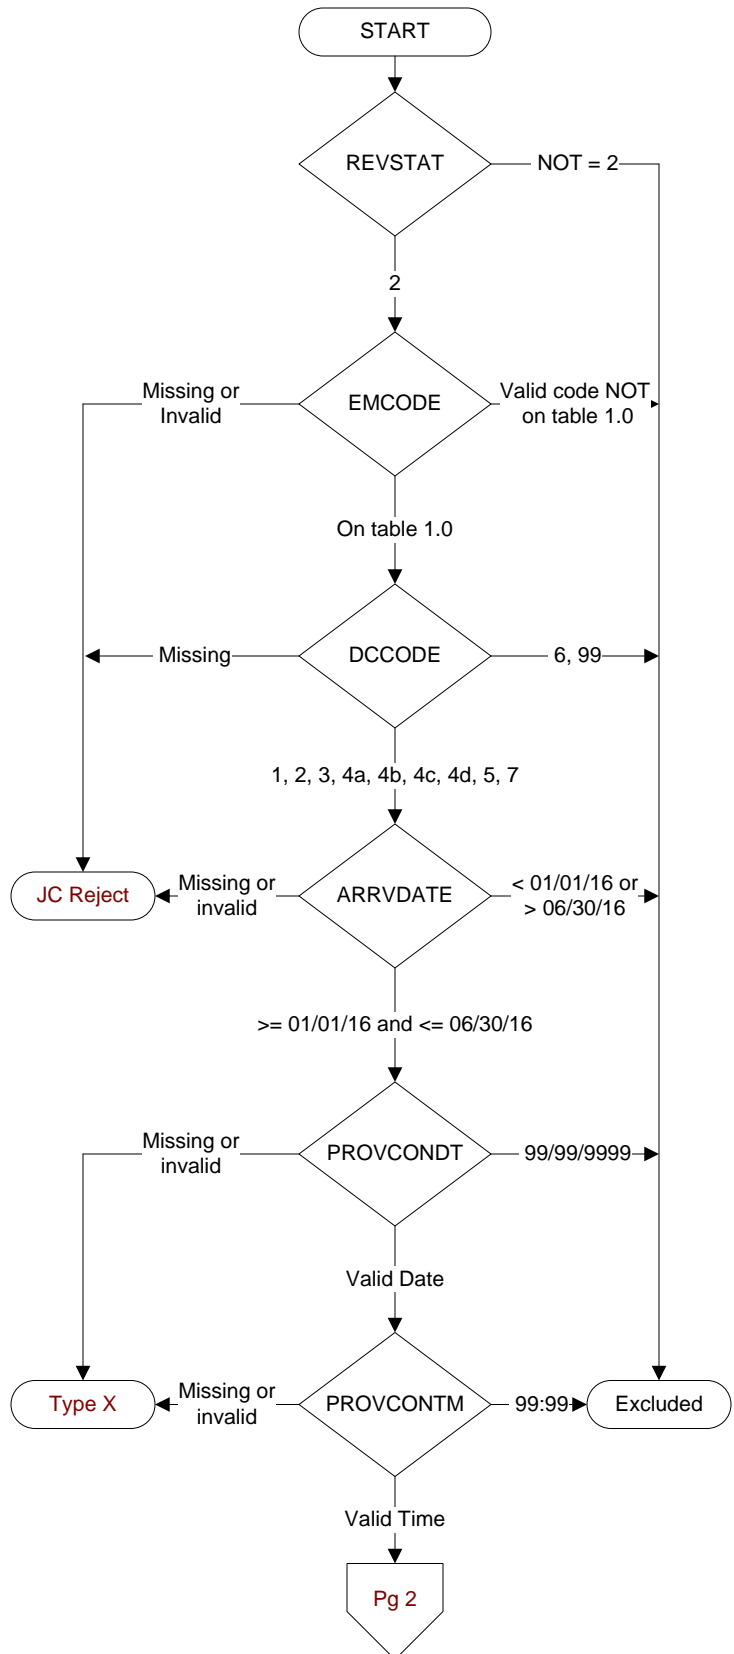 START
REVSTAT
NOT = 2
2
Missing or
Invalid
EMCODE
Valid code NOT
on table 1.0
On table 1.0
Missing
DCCODE
6, 99
1, 2, 3, 4a, 4b, 4c, 4d, 5, 7
JC Reject
Missing or
invalid
ARRVDATE
< 01/01/16 or
> 06/30/16
>= 01/01/16 and <= 06/30/16
Missing or
invalid
PROVCONDT
99/99/9999
Valid Date
Type X
Missing or
invalid
PROVCONTM
99:99
Excluded
Valid Time
Pg 2